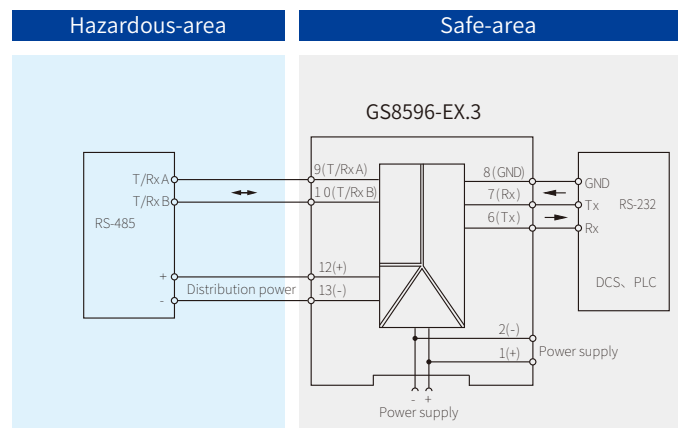 Hazardous-area
Safe-area
GS8596-EX.3
9(T/RxA)
8(GND)
T/RxA
GND
10(T/RxB)
7(Rx)
T/RxB
Tx
RS-232
RS-485
6(Tx)
Rx
12(+)
+
DCS、PLC
Distribution power
13(-)
-
2(-)
1(+)
Power supply
- +
Power supply